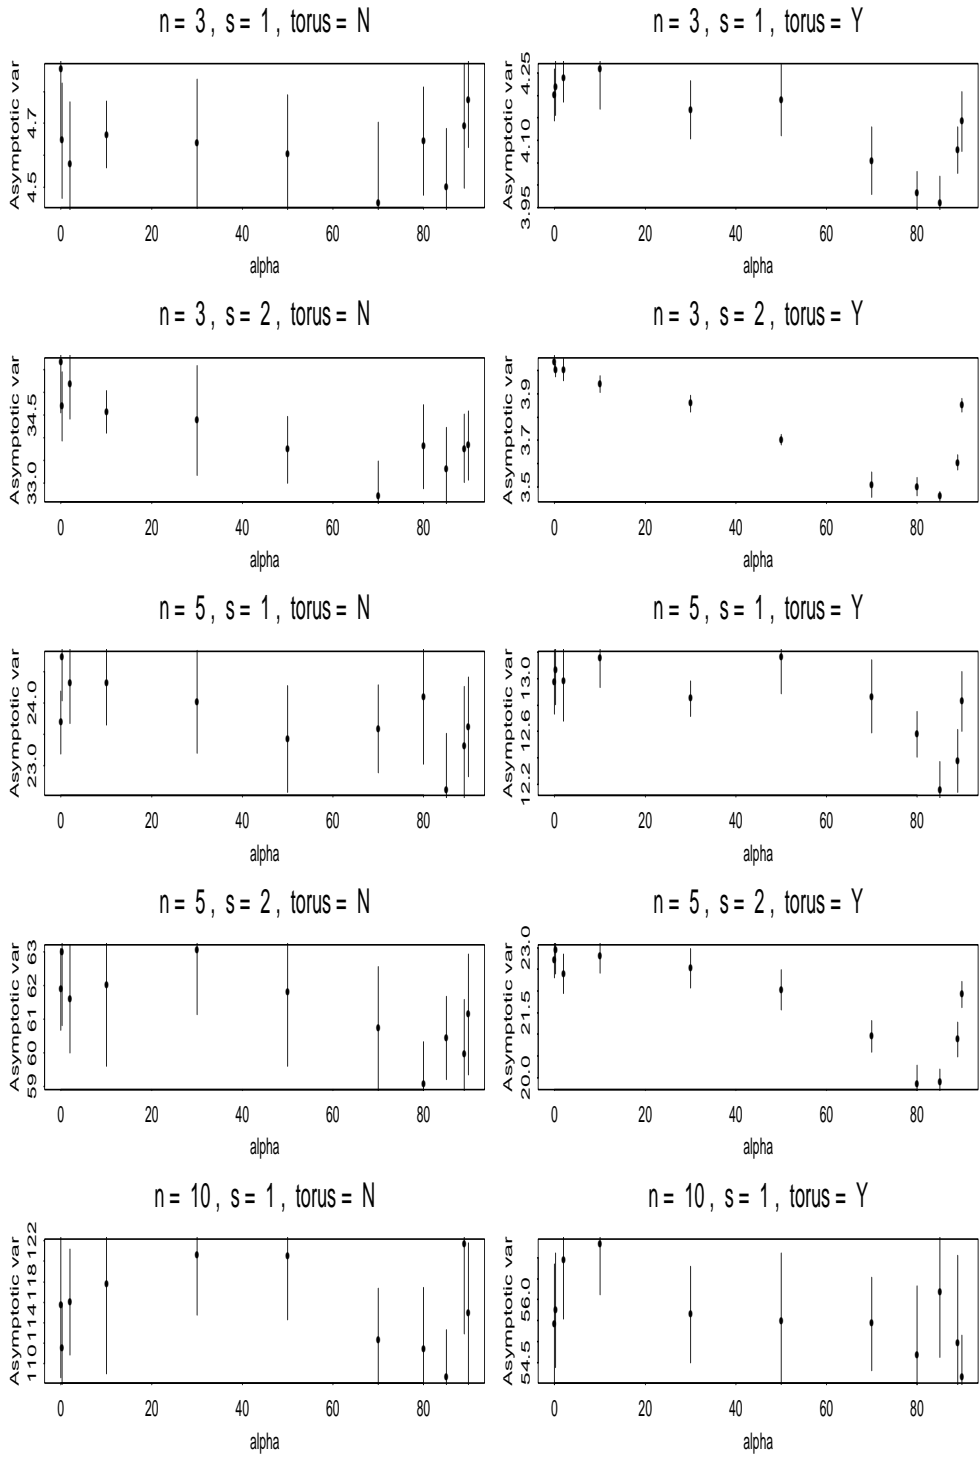 n = 3 , s = 1 , torus = N
n = 3 , s = 1 , torus = Y
Asymptotic var
4.5 4.7
0 20 40 60 80
alpha
Asymptotic var
3.95 4.10 4.25
0 20 40 60 80
alpha
n = 3 , s = 2 , torus = N
n = 3 , s = 2 , torus = Y
Asymptotic var
33.0 34.5
0 20 40 60 80
alpha
Asymptotic var
3.5 3.7 3.9
0 20 40 60 80
alpha
n = 5 , s = 1 , torus = N
n = 5 , s = 1 , torus = Y
Asymptotic var
23.0 24.0
0 20 40 60 80
alpha
Asymptotic var
12.2 12.6 13.0
0 20 40 60 80
alpha
n = 5 , s = 2 , torus = N
n = 5 , s = 2 , torus = Y
Asymptotic var
59 60 61 62 63
0 20 40 60 80
alpha
Asymptotic var
20.0 21.5 23.0
0 20 40 60 80
alpha
n = 10 , s = 1 , torus = N
n = 10 , s = 1 , torus = Y
Asymptotic var
110 114 118 122
0 20 40 60 80
alpha
Asymptotic var
54.5 56.0
0 20 40 60 80
alpha